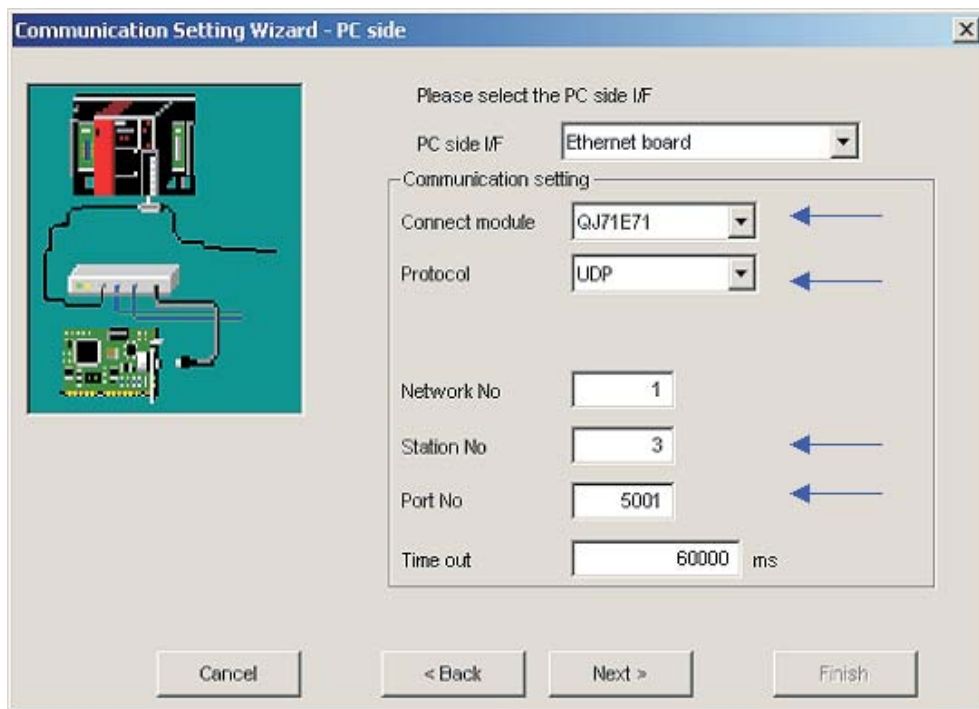 Communication Setting Wizard - PC side
Please select the PC side I/F
PC side I/F Ethernet board
Communication setting
Connect module QJ71E71
Protocol UDP
Network No 1
Station No 3
Port No 5001
Time out 60000 ms
Cancel < Back Next > Finish